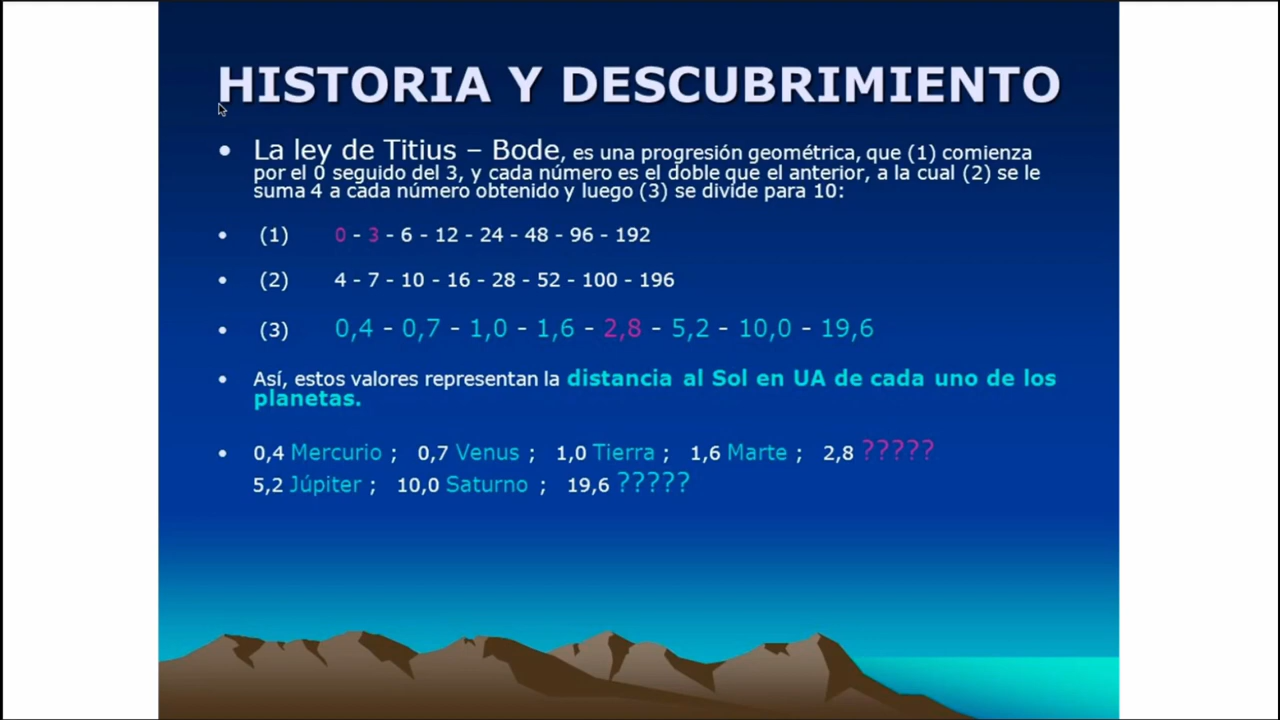 HISTORIA Y DESCUBRIMIENTO
• La ley de Titius – Bode, es una progresión geométrica, que (1) comienza
por el 0 seguido del 3, y cada número es el doble que el anterior, a la cual (2) se le
suma 4 a cada número obtenido y luego (3) se divide para 10:
• (1) 0 - 3 - 6 - 12 - 24 - 48 - 96 - 192
• (2) 4 - 7 - 10 - 16 - 28 - 52 - 100 - 196
• (3) 0,4 - 0,7 - 1,0 - 1,6 - 2,8 - 5,2 - 10,0 - 19,6
• Así, estos valores representan la distancia al Sol en UA de cada uno de los
planetas.
• 0,4 Mercurio ; 0,7 Venus ; 1,0 Tierra ; 1,6 Marte ; 2,8 ?????
5,2 Júpiter ; 10,0 Saturno ; 19,6 ?????